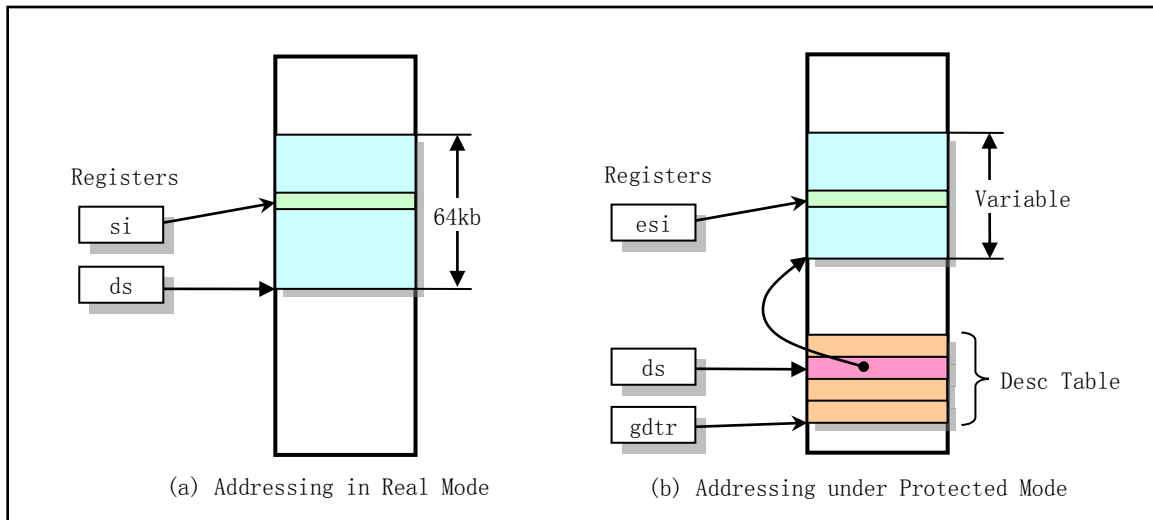 Registers
si
ds
64kb
(a) Addressing in Real Mode
Registers
esi
Variable
ds
Desc Table
gdtr
(b) Addressing under Protected Mode